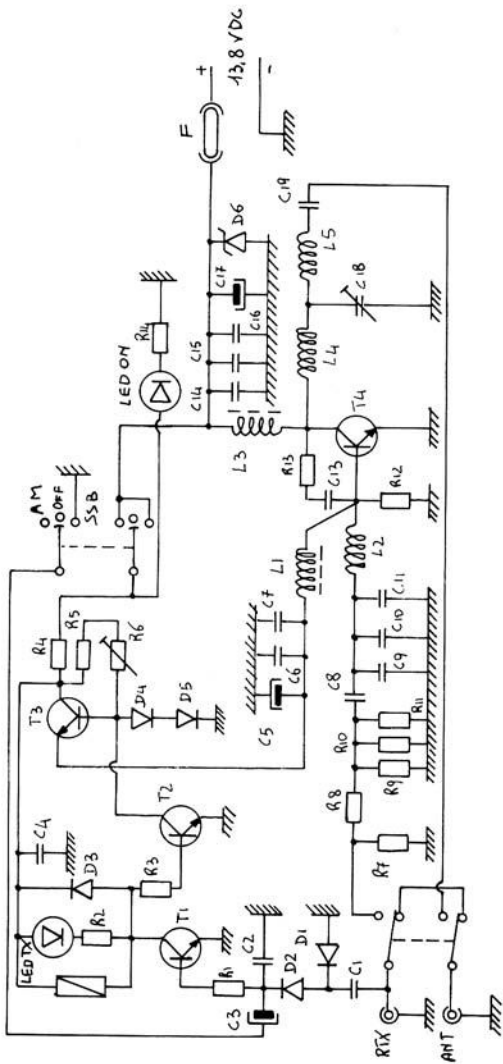 LED TX
R2
D3
C4
T3
R4
R5
R6
AM
OFF
SSB
LED ON
R14
F
+
13,8 VDC
-
R1
T1
R3
T2
D4
D5
C3
C2
D2
D1
C1
C5
C6
C7
L1
L3
C14
C15
C16
C17
D6
R13
C13
T4
L4
L5
C19
C18
R12
L2
R7
R8
R9
R10
R11
C8
C9
C10
C11
RTX
ANT